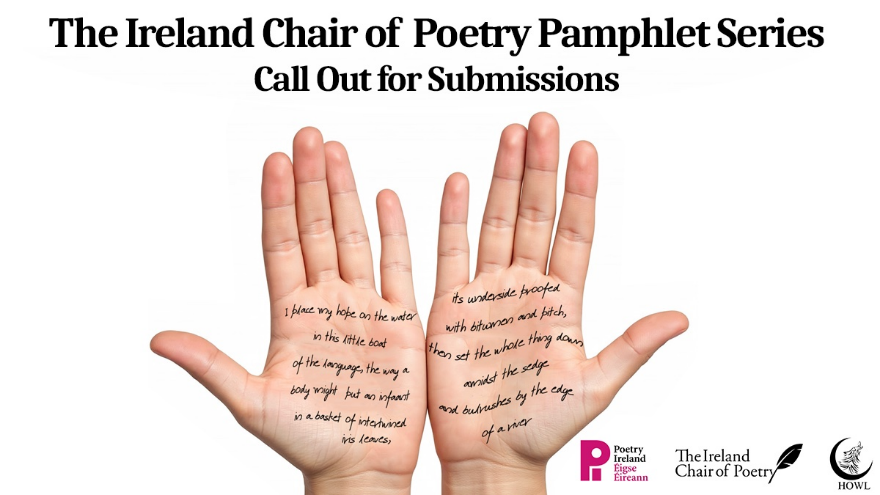 The Ireland Chair of Poetry Pamphlet Series
Call Out for Submissions
I place my hope on the water
in this little boat
of the language, the way a
body might put an infaant
in a basket of intertwined
iris leaves,
its underside proofed
with bitumen and pitch,
then set the whole thing down
amidst the sedge
and bulrushes by the edge
of a river
Poetry
Ireland
Éigse
Éireann
The Ireland
Chair of Poetry
HOWL